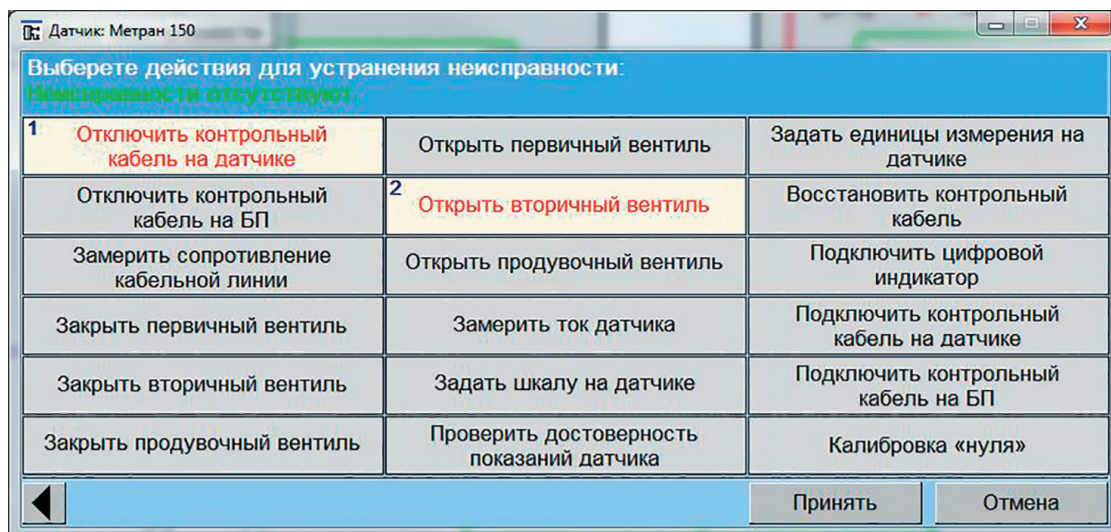 Датчик: Метран 150
Выберете действия для устранения неисправности:
Неисправности отсутствуют
1 Отключить контрольный
кабель на датчике
Открыть первичный вентиль
Задать единицы измерения на
датчике
Отключить контрольный
кабель на БП
2 Открыть вторичный вентиль
Восстановить контрольный
кабель
Замерить сопротивление
кабельной линии
Открыть продувочный вентиль
Подключить цифровой
индикатор
Закрыть первичный вентиль
Замерить ток датчика
Подключить контрольный
кабель на датчике
Закрыть вторичный вентиль
Задать шкалу на датчике
Подключить контрольный
кабель на БП
Закрыть продувочный вентиль
Проверить достоверность
показаний датчика
Калибровка «нуля»
Принять
Отмена